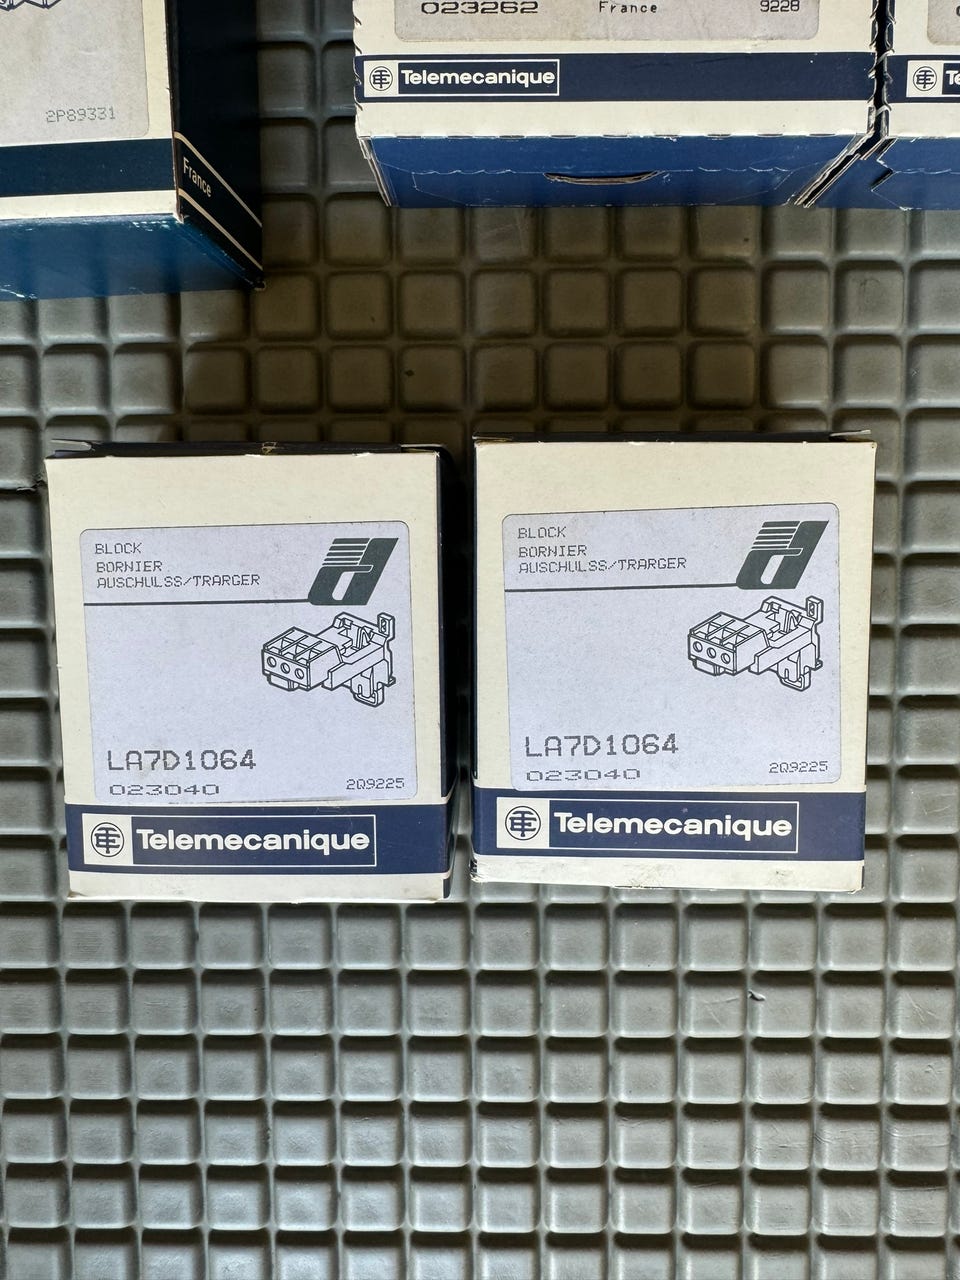 023262 France 9228
Telemecanique
2P89331
France
BLOCK
BORNIER
AUSCHULSS/TRARGER
LA7D1064
023040 2Q9225
Telemecanique
BLOCK
BORNIER
AUSCHULSS/TRARGER
LA7D1064
023040 2Q9225
Telemecanique